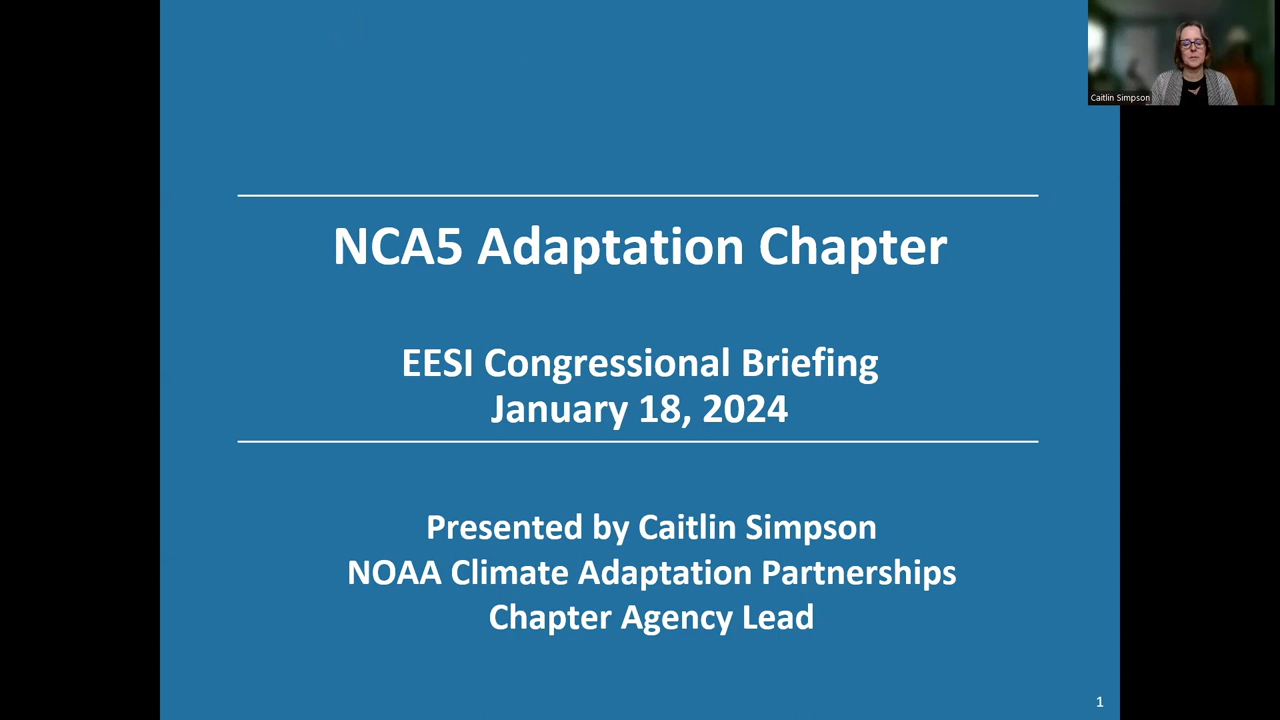 Caitlin Simpson
NCA5 Adaptation Chapter
EESI Congressional Briefing
January 18, 2024
Presented by Caitlin Simpson
NOAA Climate Adaptation Partnerships
Chapter Agency Lead
1